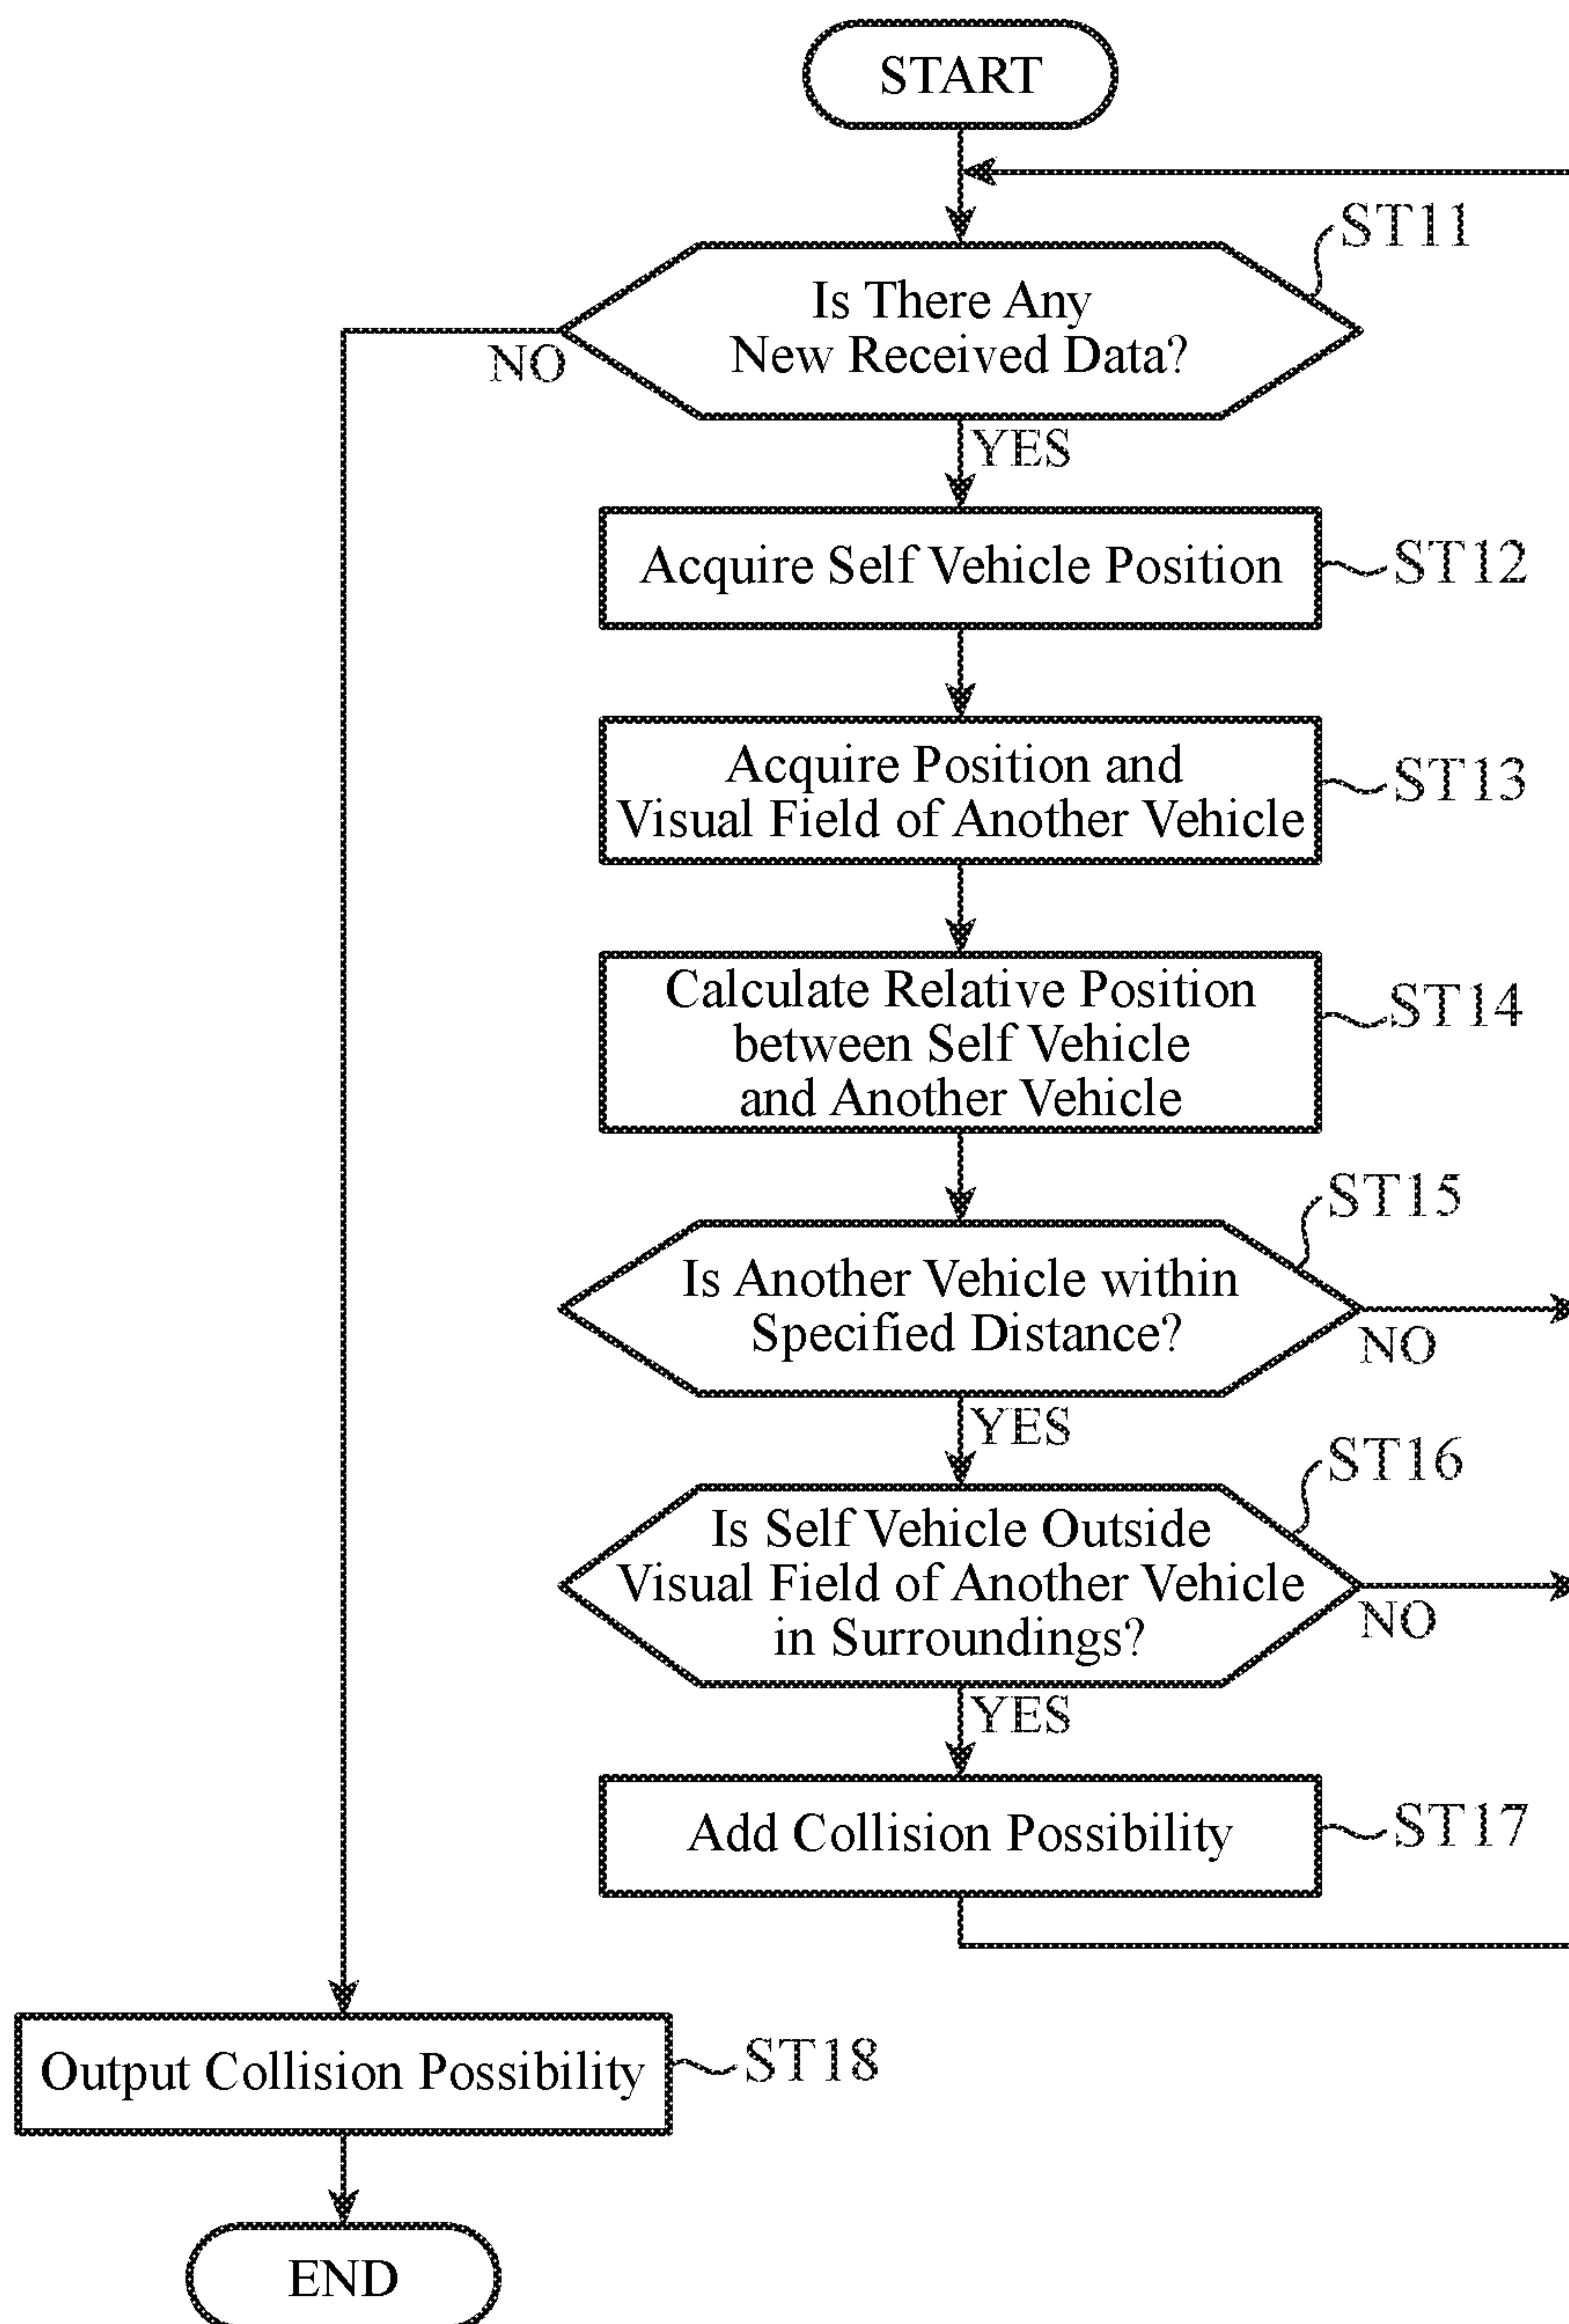 START
ST11
Is There Any
New Received Data?
NO
YES
Acquire Self Vehicle Position
ST12
Acquire Position and
Visual Field of Another Vehicle
ST13
Calculate Relative Position
between Self Vehicle
and Another Vehicle
ST14
ST15
Is Another Vehicle within
Specified Distance?
NO
YES
ST16
Is Self Vehicle Outside
Visual Field of Another Vehicle
in Surroundings?
NO
YES
Add Collision Possibility
ST17
Output Collision Possibility
ST18
END